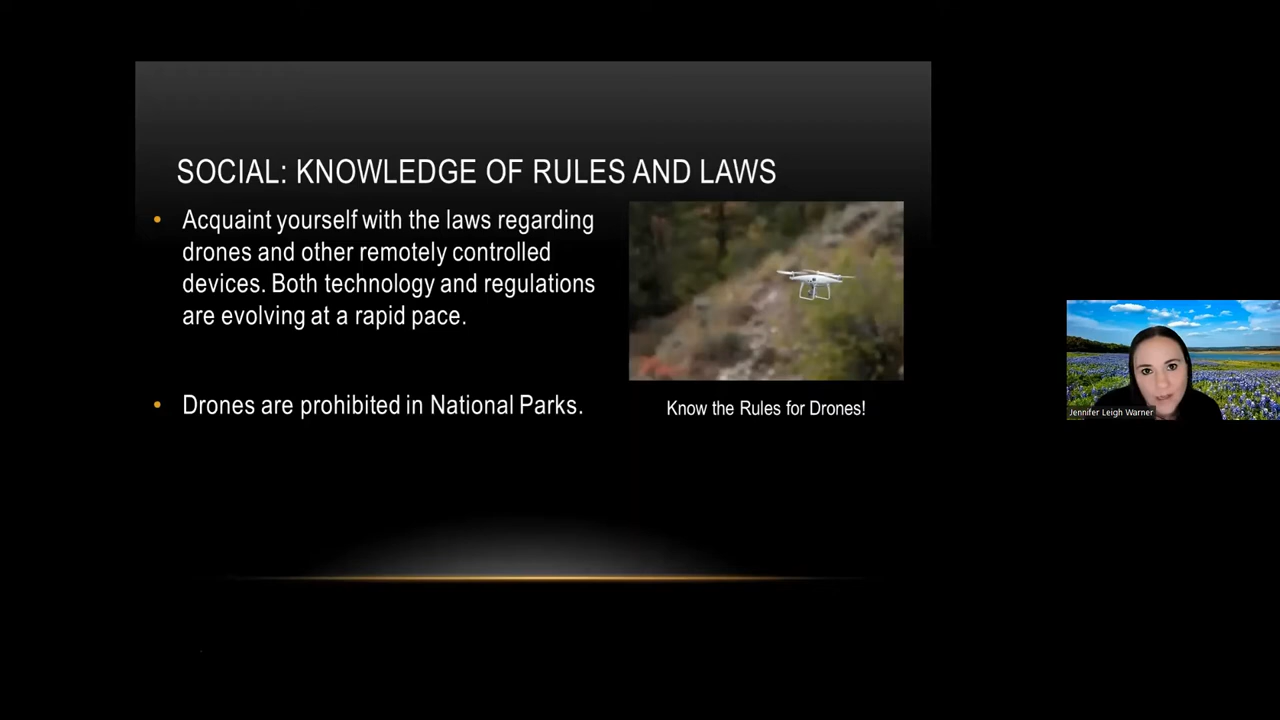 SOCIAL: KNOWLEDGE OF RULES AND LAWS
• Acquaint yourself with the laws regarding
drones and other remotely controlled
devices. Both technology and regulations
are evolving at a rapid pace.
• Drones are prohibited in National Parks.
Know the Rules for Drones!
Jennifer Leigh Warner